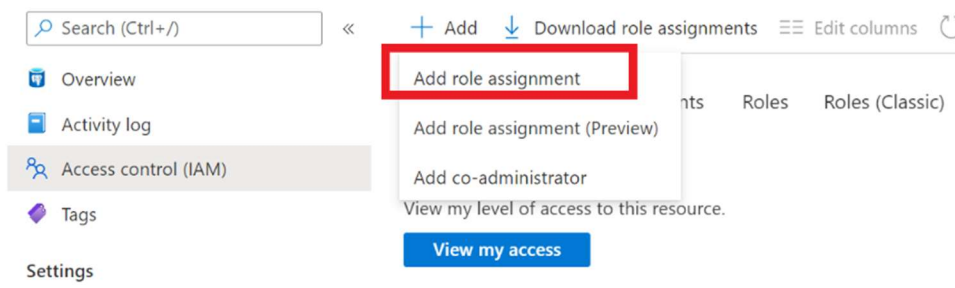 Search (Ctrl+/)
Overview
Activity log
Access control (IAM)
Tags
Settings
Add Download role assignments Edit columns
Add role assignment
Add role assignment (Preview)
Add co-administrator
nts Roles Roles (Classic)
View my level of access to this resource.
View my access